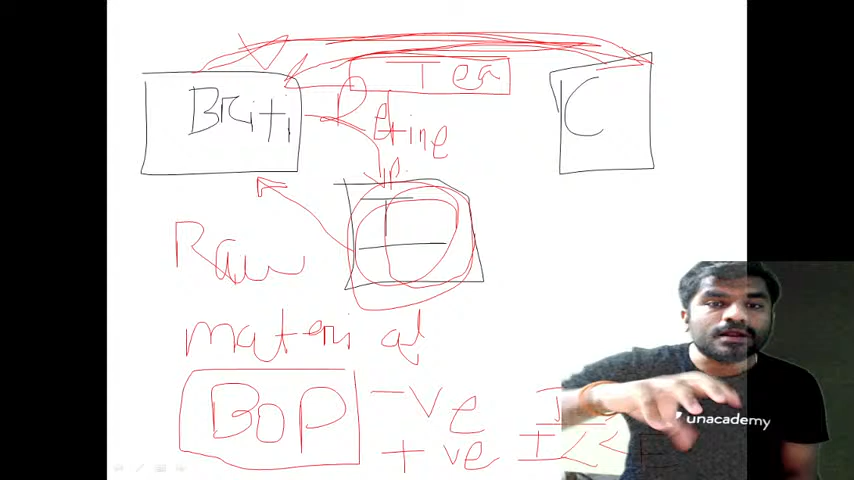 Tea
Briti
C
Refine
P.
I
Raw
material
BOP
-ve I
+ve I<<E
unacademy